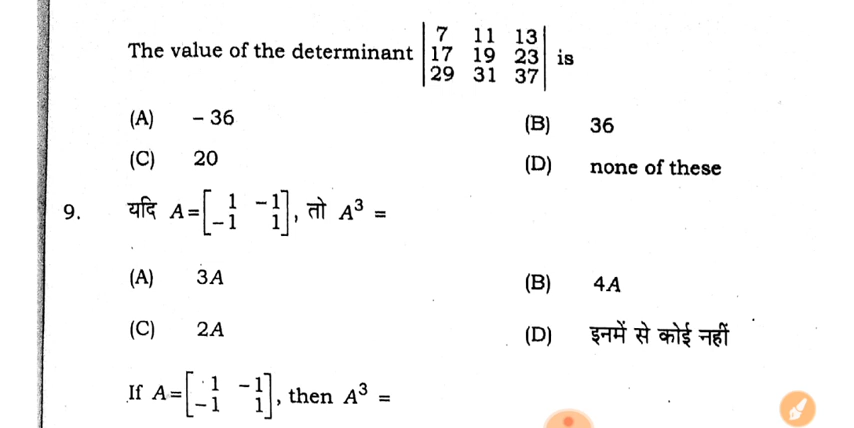 The value of the determinant | 7 11 13 | is
| 17 19 23 |
| 29 31 37 |
(A) – 36
(B) 36
(C) 20
(D) none of these
9. यदि A = [ 1 –1 ], तो A³ =
[ –1 1 ]
(A) 3A
(B) 4A
(C) 2A
(D) इनमें से कोई नहीं
If A = [ 1 –1 ], then A³ =
[ –1 1 ]